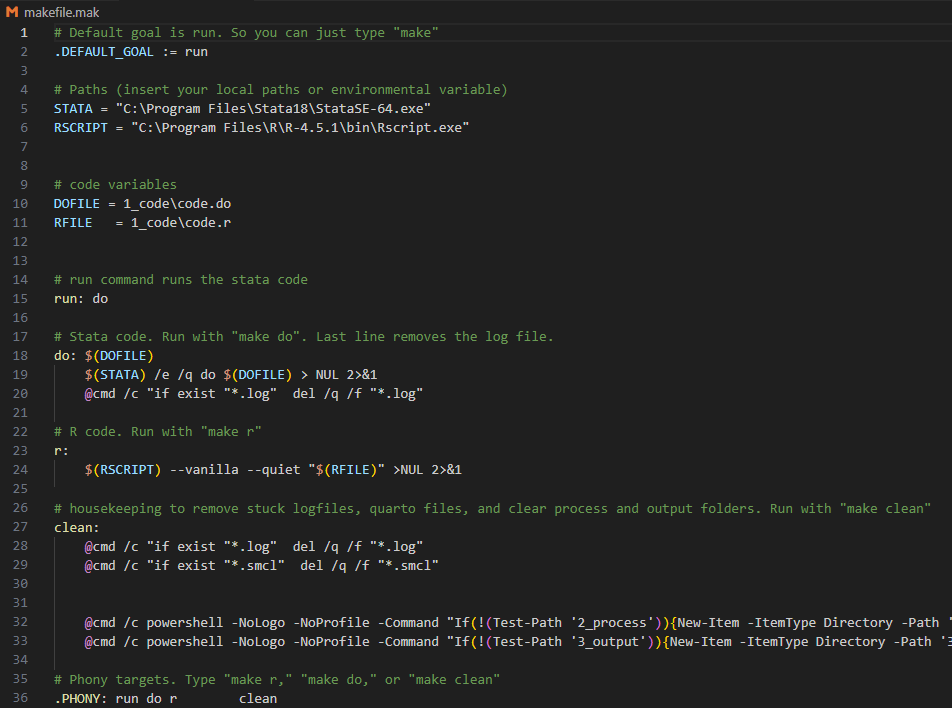 makefile.mak
1 # Default goal is run. So you can just type "make"
2 .DEFAULT_GOAL := run
3
4 # Paths (insert your local paths or environmental variable)
5 STATA = "C:\Program Files\Stata18\StataSE-64.exe"
6 RSCRIPT = "C:\Program Files\R\R-4.5.1\bin\Rscript.exe"
7
8
9 # code variables
10 DOFILE = 1_code\code.do
11 RFILE   = 1_code\code.r
12
13
14 # run command runs the stata code
15 run: do
16
17 # Stata code. Run with "make do". Last line removes the log file.
18 do: $(DOFILE)
19     $(STATA) /e /q do $(DOFILE) > NUL 2>&1
20     @cmd /c "if exist "*.log"  del /q /f "*.log"
21
22 # R code. Run with "make r"
23 r:
24     $(RSCRIPT) --vanilla --quiet "$(RFILE)" >NUL 2>&1
25
26 # housekeeping to remove stuck logfiles, quarto files, and clear process and output folders. Run with "make clean"
27 clean:
28     @cmd /c "if exist "*.log"  del /q /f "*.log"
29     @cmd /c "if exist "*.smcl"  del /q /f "*.smcl"
30
31
32     @cmd /c powershell -NoLogo -NoProfile -Command "If(!(Test-Path '2_process')){New-Item -ItemType Directory -Path '
33     @cmd /c powershell -NoLogo -NoProfile -Command "If(!(Test-Path '3_output')){New-Item -ItemType Directory -Path '3
34
35 # Phony targets. Type "make r," "make do," or "make clean"
36 .PHONY: run do r        clean